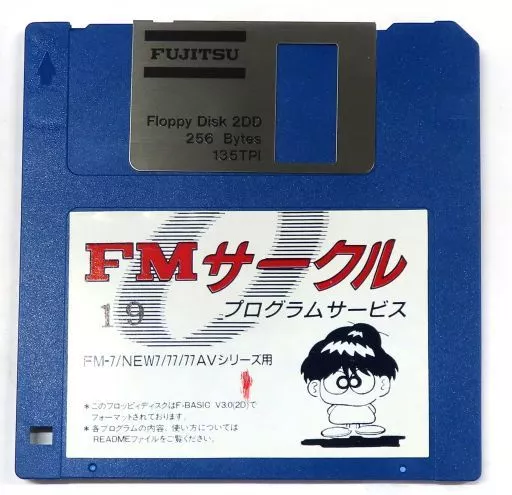 FUJITSU
Floppy Disk 2DD
256 Bytes
135TPI
FMサークル
19
プログラムサービス
FM-7/NEW7/77/77AVシリーズ用
＊このフロッピィディスクはF-BASIC V3.0(2D)で
フォーマットされております。
＊各プログラムの内容、使い方については
READMEファイルをご覧ください。